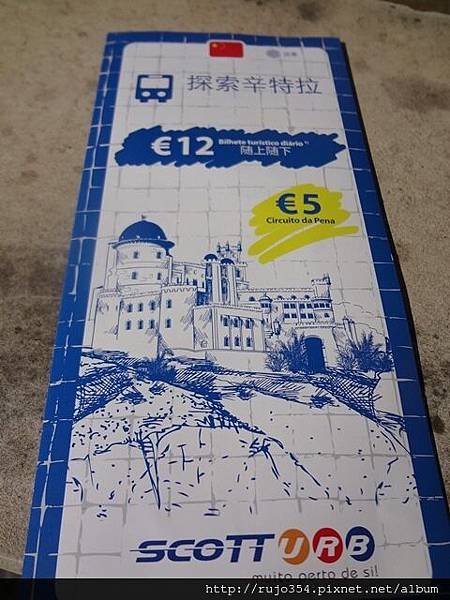 探索辛特拉
€12 Bilhete turístico diário
随上随下
€5
Circuito da Pena
SCOTTURB
muito perto de si!
http://rujo354.pixnet.net/album